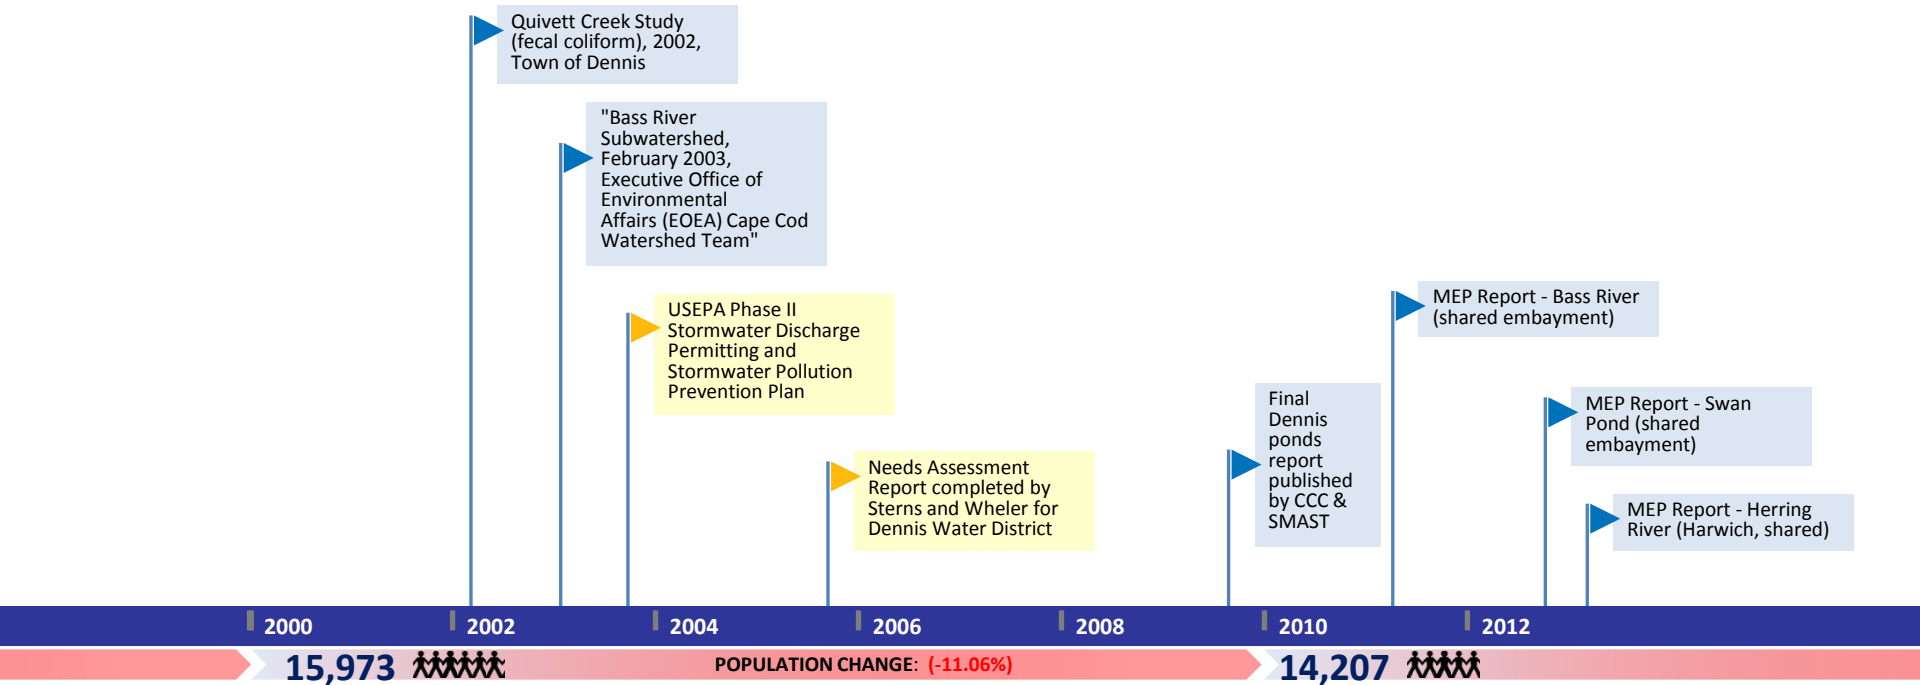 Quivett Creek Study
(fecal coliform), 2002,
Town of Dennis
"Bass River
Subwatershed,
February 2003,
Executive Office of
Environmental
Affairs (EOEA) Cape Cod
Watershed Team"
USEPA Phase II
Stormwater Discharge
Permitting and
Stormwater Pollution
Prevention Plan
Needs Assessment
Report completed by
Sterns and Wheler for
Dennis Water District
Final
Dennis
ponds
report
published
by CCC &
SMAST
MEP Report - Bass River
(shared embayment)
MEP Report - Swan
Pond (shared
embayment)
MEP Report - Herring
River (Harwich, shared)
2000 2002 2004 2006 2008 2010 2012
15,973 POPULATION CHANGE: (-11.06%) 14,207